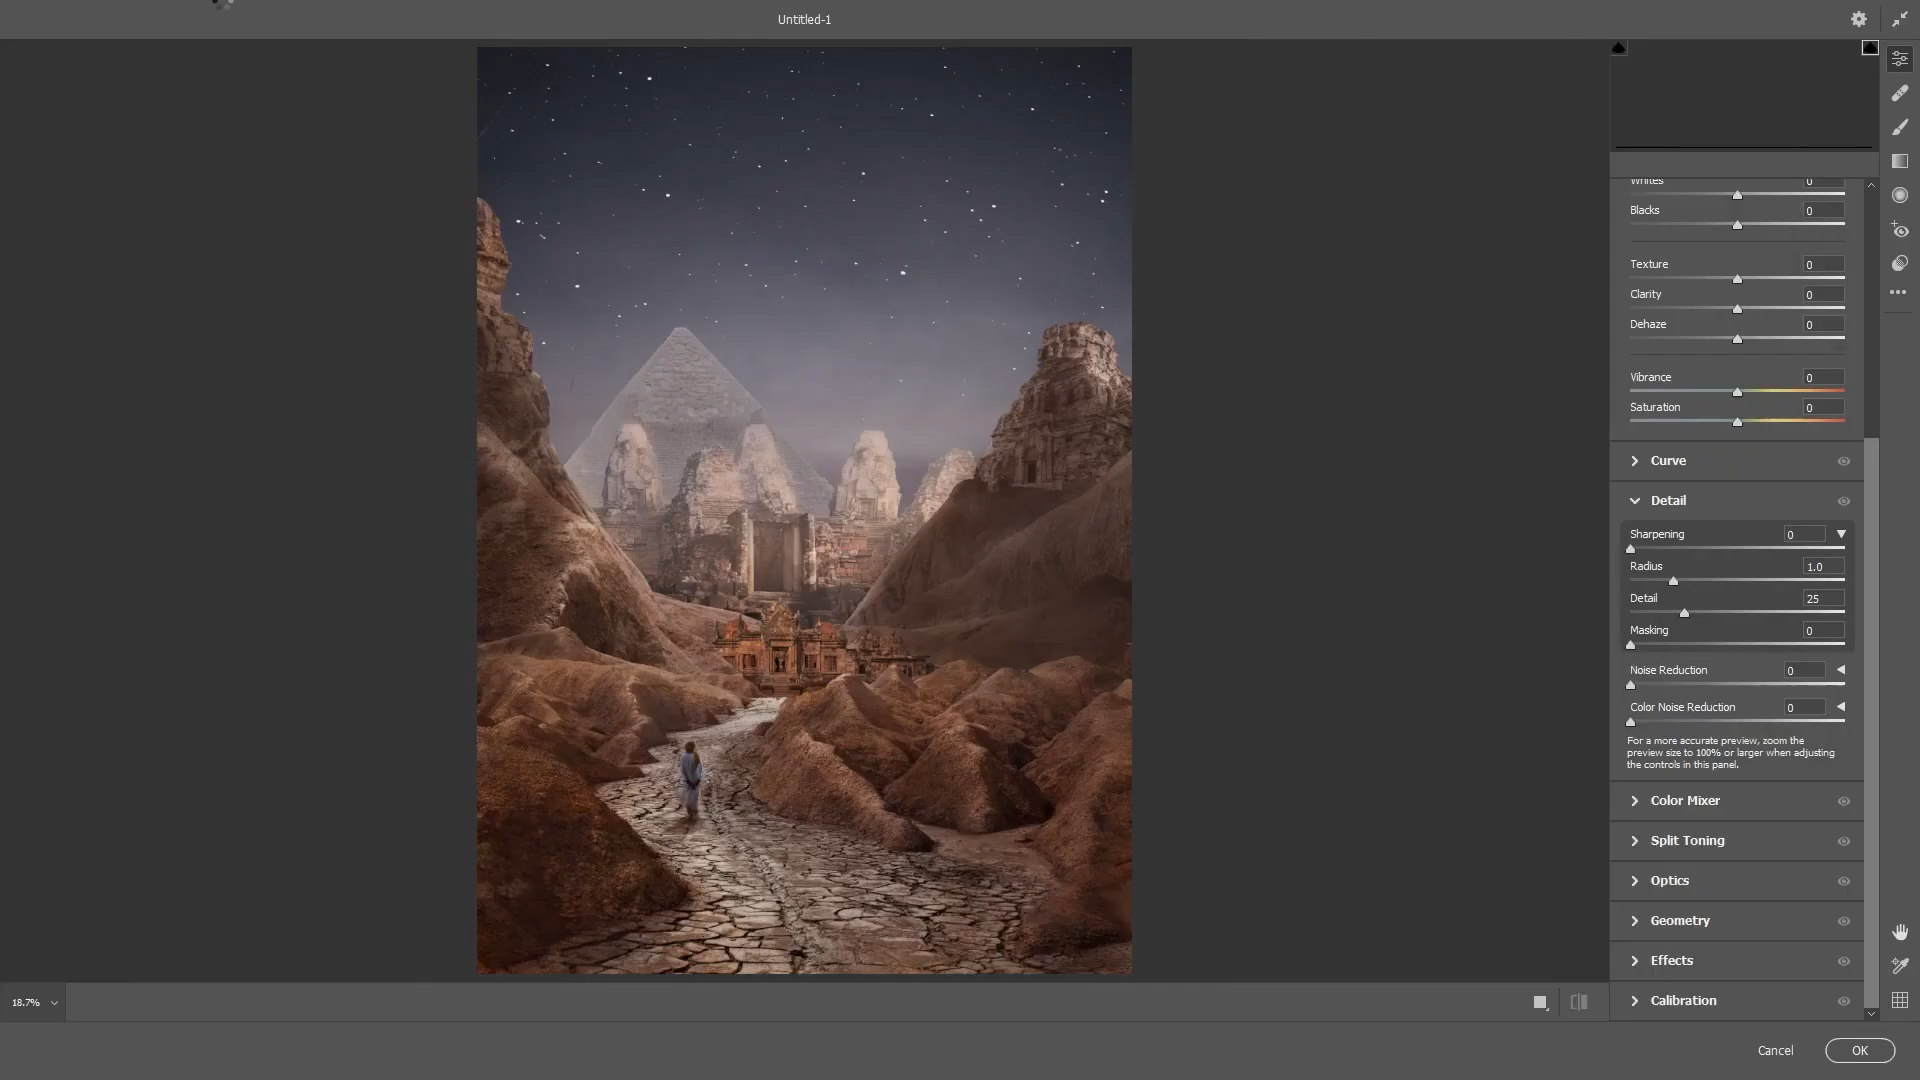 Untitled-1
Whites 0
Blacks 0
Texture 0
Clarity 0
Dehaze 0
Vibrance 0
Saturation 0
Curve
Detail
Sharpening 0
Radius 1.0
Detail 25
Masking 0
Noise Reduction 0
Color Noise Reduction 0
For a more accurate preview, zoom the
preview size to 100% or larger when adjusting
the controls in this panel.
Color Mixer
Split Toning
Optics
Geometry
Effects
Calibration
18.7%
Cancel OK